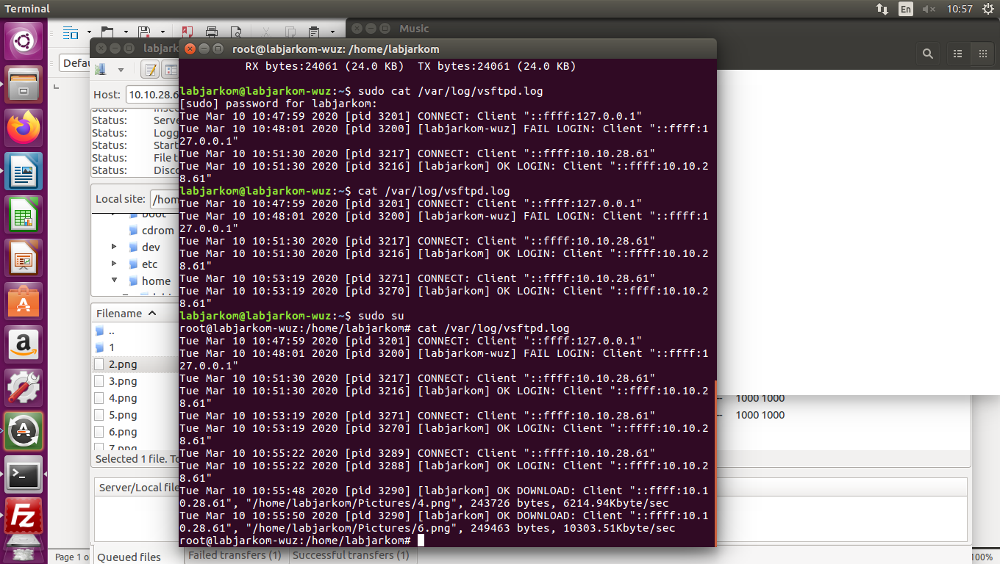 Terminal
En
10:57
Music
labjark
root@labjarkom-wuz: /home/labjarkom
Defau
Host:
10.10.28.6
Status:
Status: Serve
Status: Logg
Status: Start
Status: File t
Status: Disco
Local site:
/hom
boot
cdrom
dev
etc
home
Filename
..
1
2.png
3.png
4.png
5.png
6.png
7.png
Selected 1 file. To
Server/Local file
Queued files
Failed transfers (1)
Successful transfers (1)
Page 1 o
100%
1000 1000
1000 1000
RX bytes:24061 (24.0 KB)  TX bytes:24061 (24.0 KB)
labjarkom@labjarkom-wuz:~$ sudo cat /var/log/vsftpd.log
[sudo] password for labjarkom:
Tue Mar 10 10:47:59 2020 [pid 3201] CONNECT: Client "::ffff:127.0.0.1"
Tue Mar 10 10:48:01 2020 [pid 3200] [labjarkom-wuz] FAIL LOGIN: Client "::ffff:1
27.0.0.1"
Tue Mar 10 10:51:30 2020 [pid 3217] CONNECT: Client "::ffff:10.10.28.61"
Tue Mar 10 10:51:30 2020 [pid 3216] [labjarkom] OK LOGIN: Client "::ffff:10.10.2
8.61"
labjarkom@labjarkom-wuz:~$ cat /var/log/vsftpd.log
Tue Mar 10 10:47:59 2020 [pid 3201] CONNECT: Client "::ffff:127.0.0.1"
Tue Mar 10 10:48:01 2020 [pid 3200] [labjarkom-wuz] FAIL LOGIN: Client "::ffff:1
27.0.0.1"
Tue Mar 10 10:51:30 2020 [pid 3217] CONNECT: Client "::ffff:10.10.28.61"
Tue Mar 10 10:51:30 2020 [pid 3216] [labjarkom] OK LOGIN: Client "::ffff:10.10.2
8.61"
Tue Mar 10 10:53:19 2020 [pid 3271] CONNECT: Client "::ffff:10.10.28.61"
Tue Mar 10 10:53:19 2020 [pid 3270] [labjarkom] OK LOGIN: Client "::ffff:10.10.2
8.61"
labjarkom@labjarkom-wuz:~$ sudo su
root@labjarkom-wuz:/home/labjarkom# cat /var/log/vsftpd.log
Tue Mar 10 10:47:59 2020 [pid 3201] CONNECT: Client "::ffff:127.0.0.1"
Tue Mar 10 10:48:01 2020 [pid 3200] [labjarkom-wuz] FAIL LOGIN: Client "::ffff:1
27.0.0.1"
Tue Mar 10 10:51:30 2020 [pid 3217] CONNECT: Client "::ffff:10.10.28.61"
Tue Mar 10 10:51:30 2020 [pid 3216] [labjarkom] OK LOGIN: Client "::ffff:10.10.2
8.61"
Tue Mar 10 10:53:19 2020 [pid 3271] CONNECT: Client "::ffff:10.10.28.61"
Tue Mar 10 10:53:19 2020 [pid 3270] [labjarkom] OK LOGIN: Client "::ffff:10.10.2
8.61"
Tue Mar 10 10:55:22 2020 [pid 3289] CONNECT: Client "::ffff:10.10.28.61"
Tue Mar 10 10:55:22 2020 [pid 3288] [labjarkom] OK LOGIN: Client "::ffff:10.10.2
8.61"
Tue Mar 10 10:55:48 2020 [pid 3290] [labjarkom] OK DOWNLOAD: Client "::ffff:10.1
0.28.61", "/home/labjarkom/Pictures/4.png", 243726 bytes, 6214.94Kbyte/sec
Tue Mar 10 10:55:50 2020 [pid 3290] [labjarkom] OK DOWNLOAD: Client "::ffff:10.1
0.28.61", "/home/labjarkom/Pictures/6.png", 249463 bytes, 10303.51Kbyte/sec
root@labjarkom-wuz:/home/labjarkom#